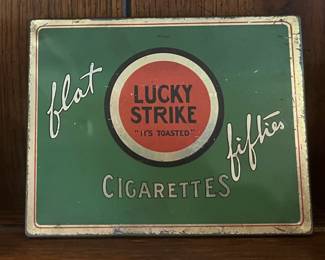 flat
LUCKY
STRIKE
"IT'S TOASTED"
fifties
CIGARETTES